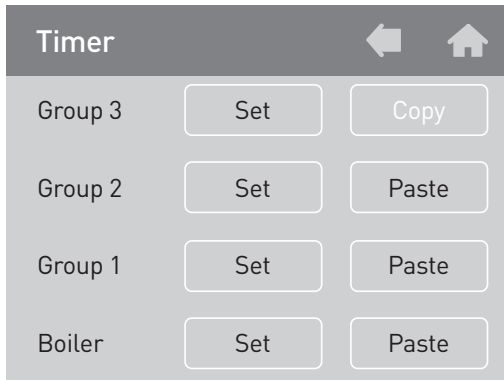 Timer
Group 3 Set Copy
Group 2 Set Paste
Group 1 Set Paste
Boiler Set Paste